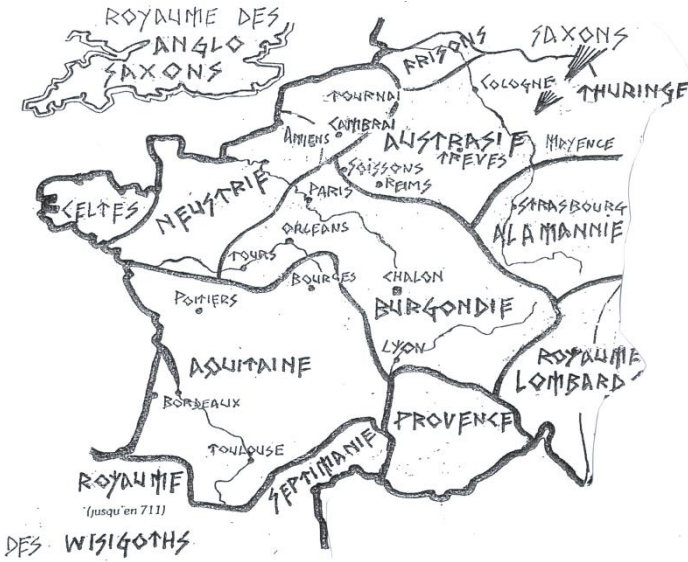 ROYAUME DES
ANGLO
SAXONS
SAXONS
FRISONS
COLOGNE
THURINGE
TOURNAI
AMIENS
CAMBRAI
AUSTRASIE
TRÈVES
MAYENCE
SOISSONS
REIMS
CELTES
NEUSTRIE
PARIS
STRASBOURG
ALAMANNIE
ORLEANS
TOURS
BOURGES
CHALON
POITIERS
BURGONDIE
LYON
AQUITAINE
ROYAUME
LOMBARD
BORDEAUX
PROVENCE
TOULOUSE
SEPTIMANIE
ROYAUME
(jusqu'en 711)
DES WISIGOTHS